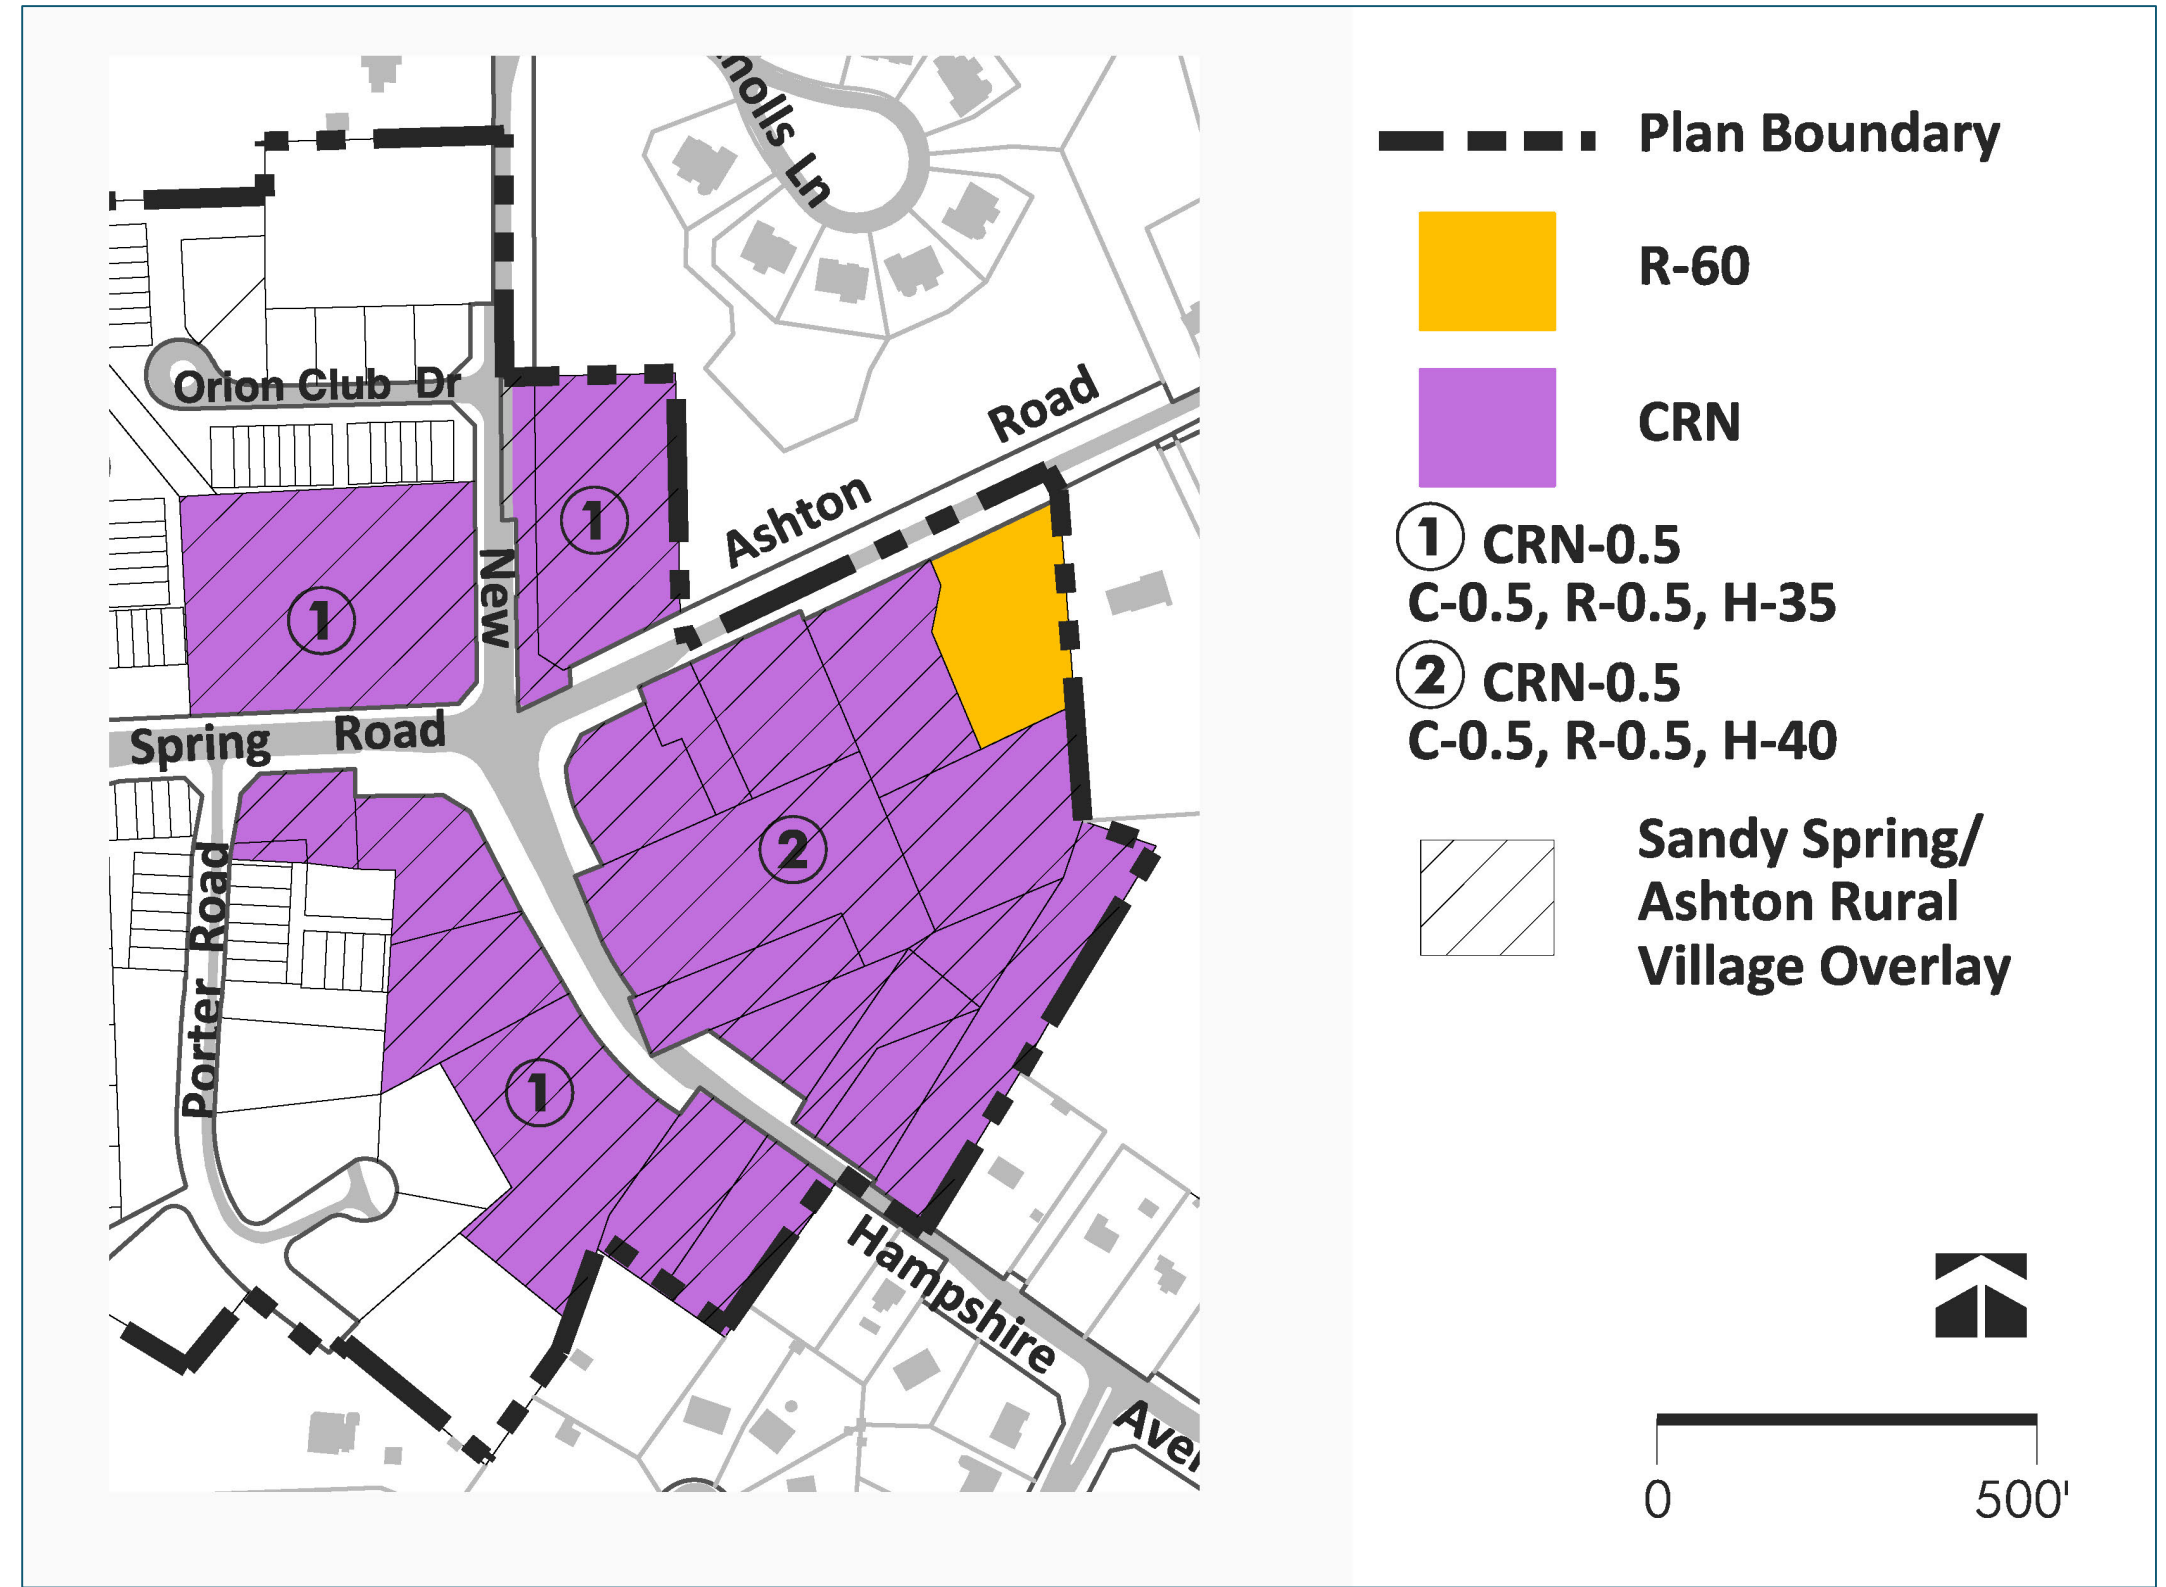 nolls Ln
Orion Club Dr
Road
Ashton
New
1
1
Spring Road
2
Porter Road
1
Hampshire
Plan Boundary
R-60
CRN
1 CRN-0.5
C-0.5, R-0.5, H-35
2 CRN-0.5
C-0.5, R-0.5, H-40
Sandy Spring/
Ashton Rural
Village Overlay
0 500'